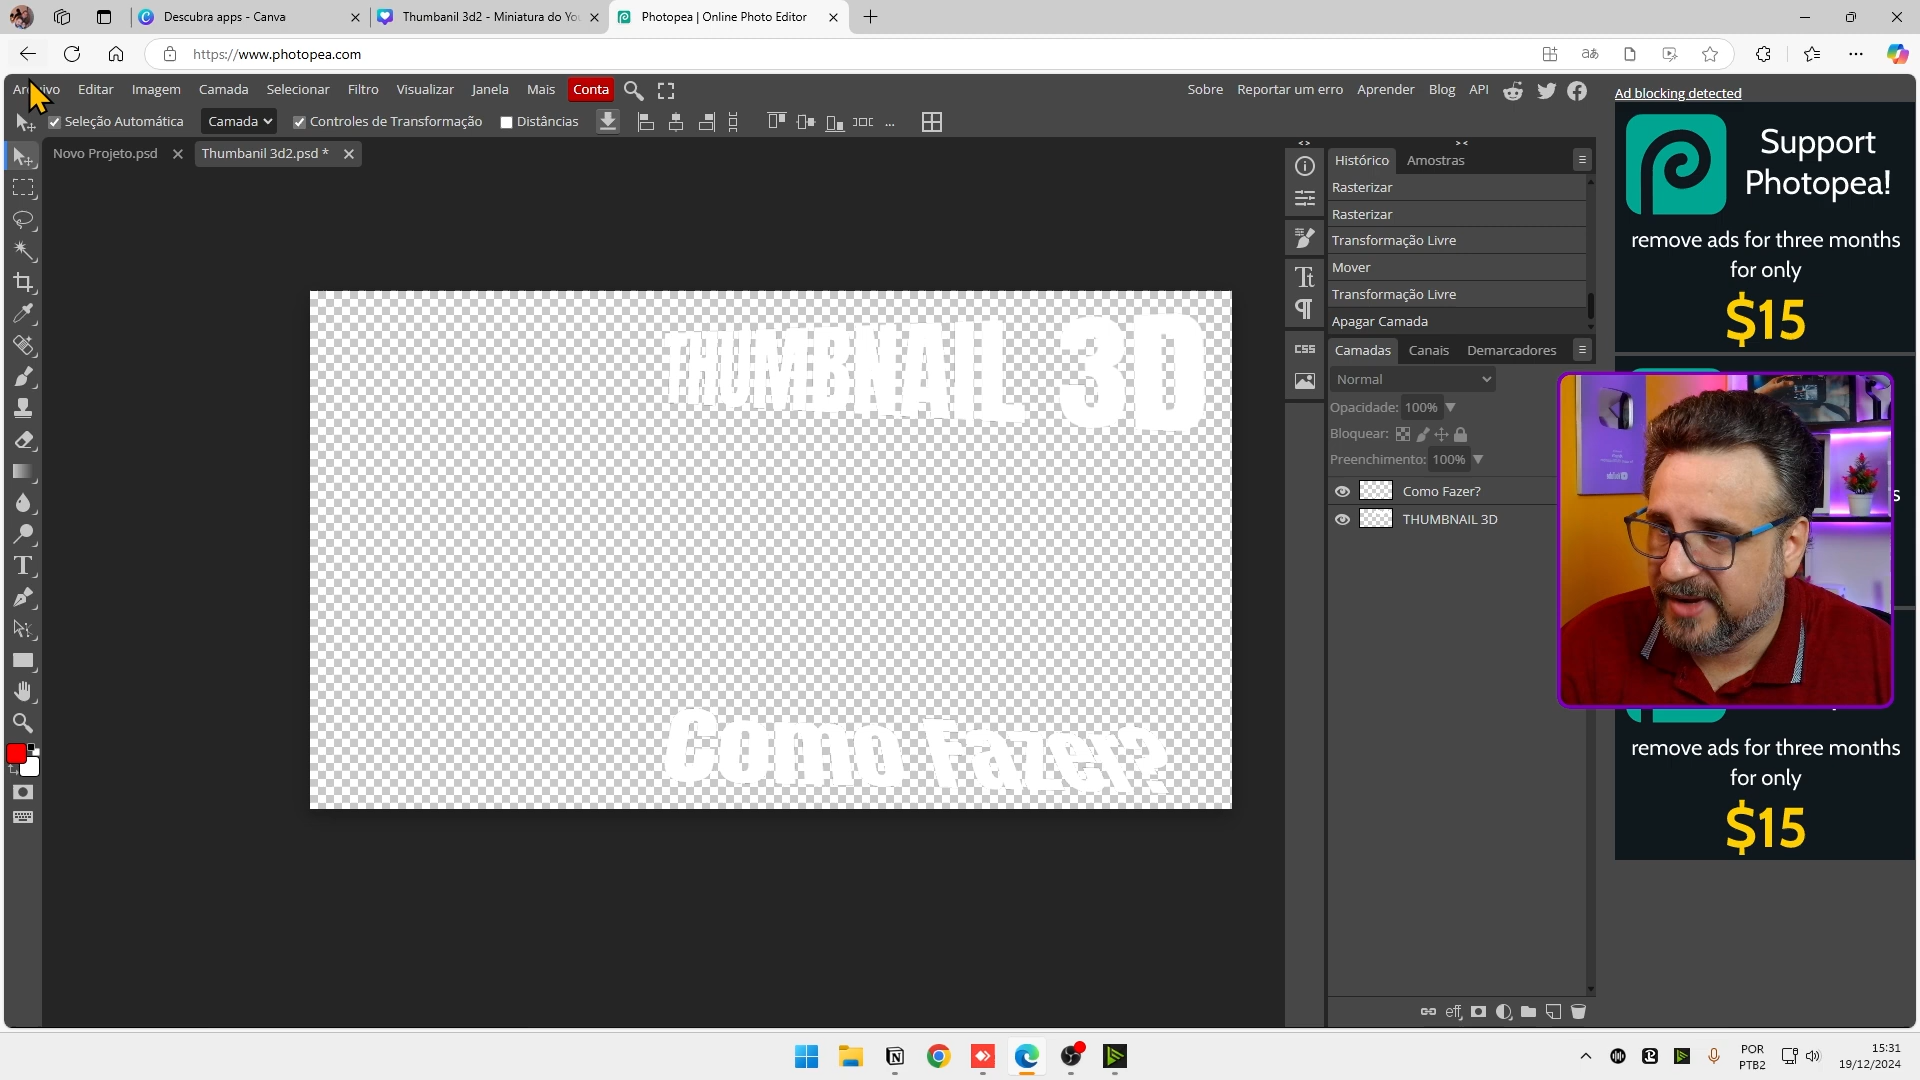 Descubra apps - Canva
Thumbanil 3d2 - Miniatura do You
Photopea | Online Photo Editor
https://www.photopea.com
Arquivo Editar Imagem Camada Selecionar Filtro Visualizar Janela Mais Conta
Sobre Reportar um erro Aprender Blog API
Ad blocking detected
Seleção Automática Camada Controles de Transformação Distâncias ...
Novo Projeto.psd Thumbanil 3d2.psd *
Histórico Amostras
Rasterizar
Rasterizar
Transformação Livre
Mover
Transformação Livre
Apagar Camada
CSS
Camadas Canais Demarcadores
Normal
Opacidade: 100%
Bloquear:
Preenchimento: 100%
Como Fazer?
THUMBNAIL 3D
THUMBNAIL 3D
Como Fazer?
eff
Support
Photopea!
remove ads for three months
for only
$15
remove ads for three months
for only
$15
POR
PTB2
15:31
19/12/2024